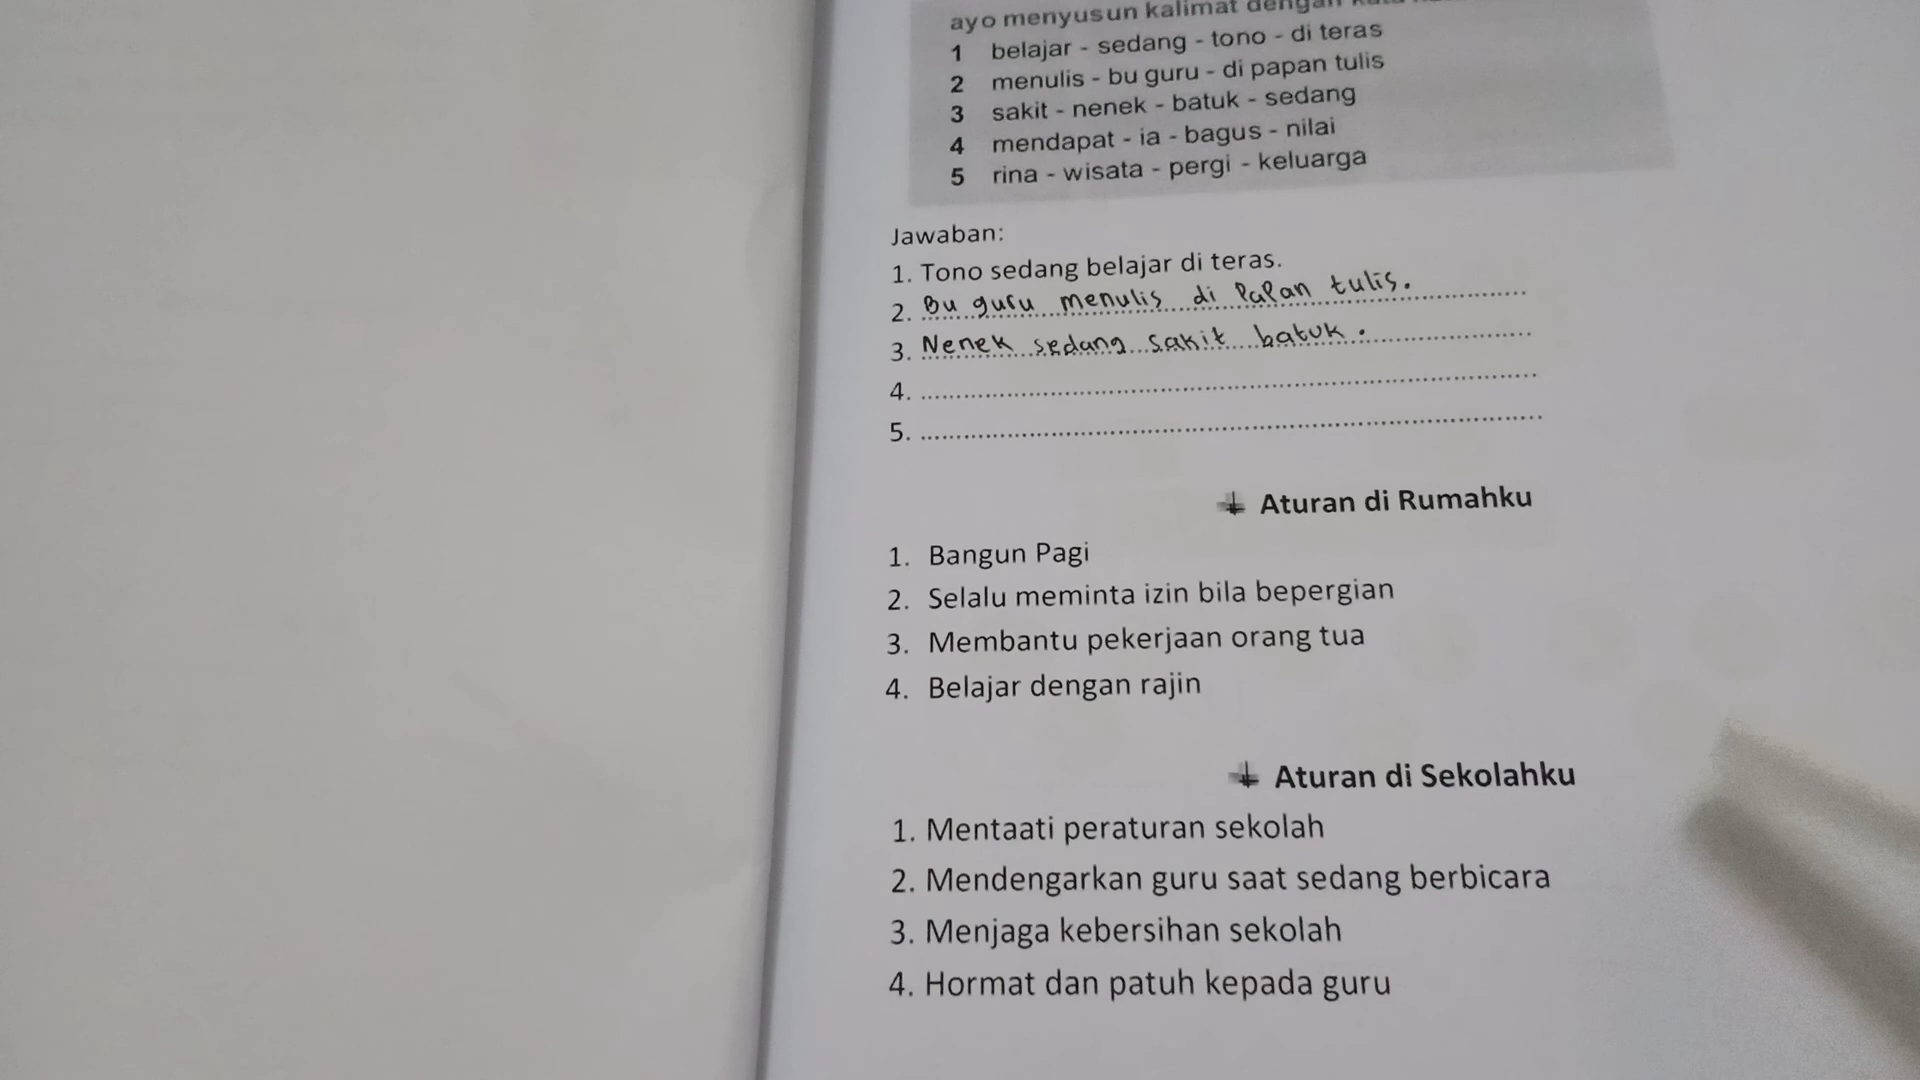 ayo menyusun kalimat dengan
1 belajar - sedang - tono - di teras
2 menulis - bu guru - di papan tulis
3 sakit - nenek - batuk - sedang
4 mendapat - ia - bagus - nilai
5 rina - wisata - pergi - keluarga
Jawaban:
1. Tono sedang belajar di teras.
2. Bu guru menulis di papan tulis.
3. Nenek sedang sakit batuk.
4. ........................................
5. ........................................
Aturan di Rumahku
1. Bangun Pagi
2. Selalu meminta izin bila bepergian
3. Membantu pekerjaan orang tua
4. Belajar dengan rajin
Aturan di Sekolahku
1. Mentaati peraturan sekolah
2. Mendengarkan guru saat sedang berbicara
3. Menjaga kebersihan sekolah
4. Hormat dan patuh kepada guru